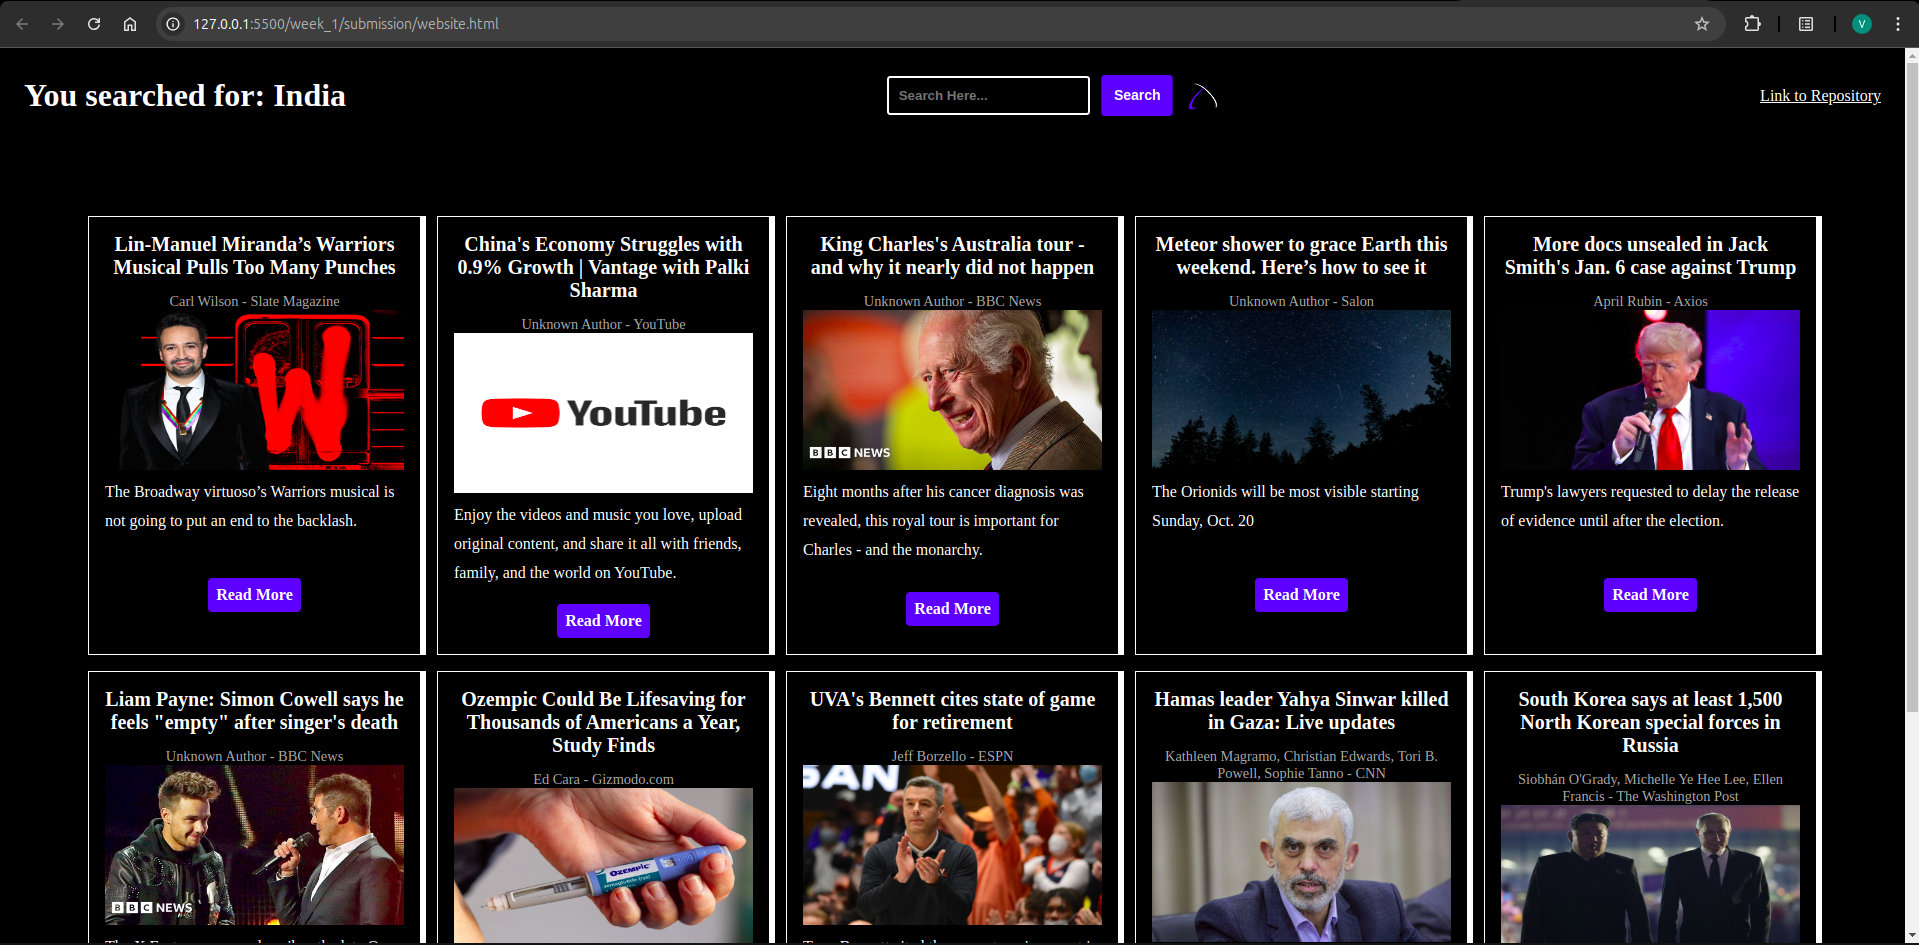 127.0.0.1:5500/week_1/submission/website.html
V
You searched for: India
Search Here...
Search
Link to Repository
Lin-Manuel Miranda’s Warriors
Musical Pulls Too Many Punches
Carl Wilson - Slate Magazine
W
The Broadway virtuoso’s Warriors musical is
not going to put an end to the backlash.
Read More
China's Economy Struggles with
0.9% Growth | Vantage with Palki
Sharma
Unknown Author - YouTube
YouTube
Enjoy the videos and music you love, upload
original content, and share it all with friends,
family, and the world on YouTube.
Read More
King Charles's Australia tour -
and why it nearly did not happen
Unknown Author - BBC News
BBC NEWS
Eight months after his cancer diagnosis was
revealed, this royal tour is important for
Charles - and the monarchy.
Read More
Meteor shower to grace Earth this
weekend. Here’s how to see it
Unknown Author - Salon
The Orionids will be most visible starting
Sunday, Oct. 20
Read More
More docs unsealed in Jack
Smith's Jan. 6 case against Trump
April Rubin - Axios
Trump's lawyers requested to delay the release
of evidence until after the election.
Read More
Liam Payne: Simon Cowell says he
feels "empty" after singer's death
Unknown Author - BBC News
BBC NEWS
Ozempic Could Be Lifesaving for
Thousands of Americans a Year,
Study Finds
Ed Cara - Gizmodo.com
OZEMPIC
UVA's Bennett cites state of game
for retirement
Jeff Borzello - ESPN
SAN
Hamas leader Yahya Sinwar killed
in Gaza: Live updates
Kathleen Magramo, Christian Edwards, Tori B.
Powell, Sophie Tanno - CNN
South Korea says at least 1,500
North Korean special forces in
Russia
Siobhán O'Grady, Michelle Ye Hee Lee, Ellen
Francis - The Washington Post